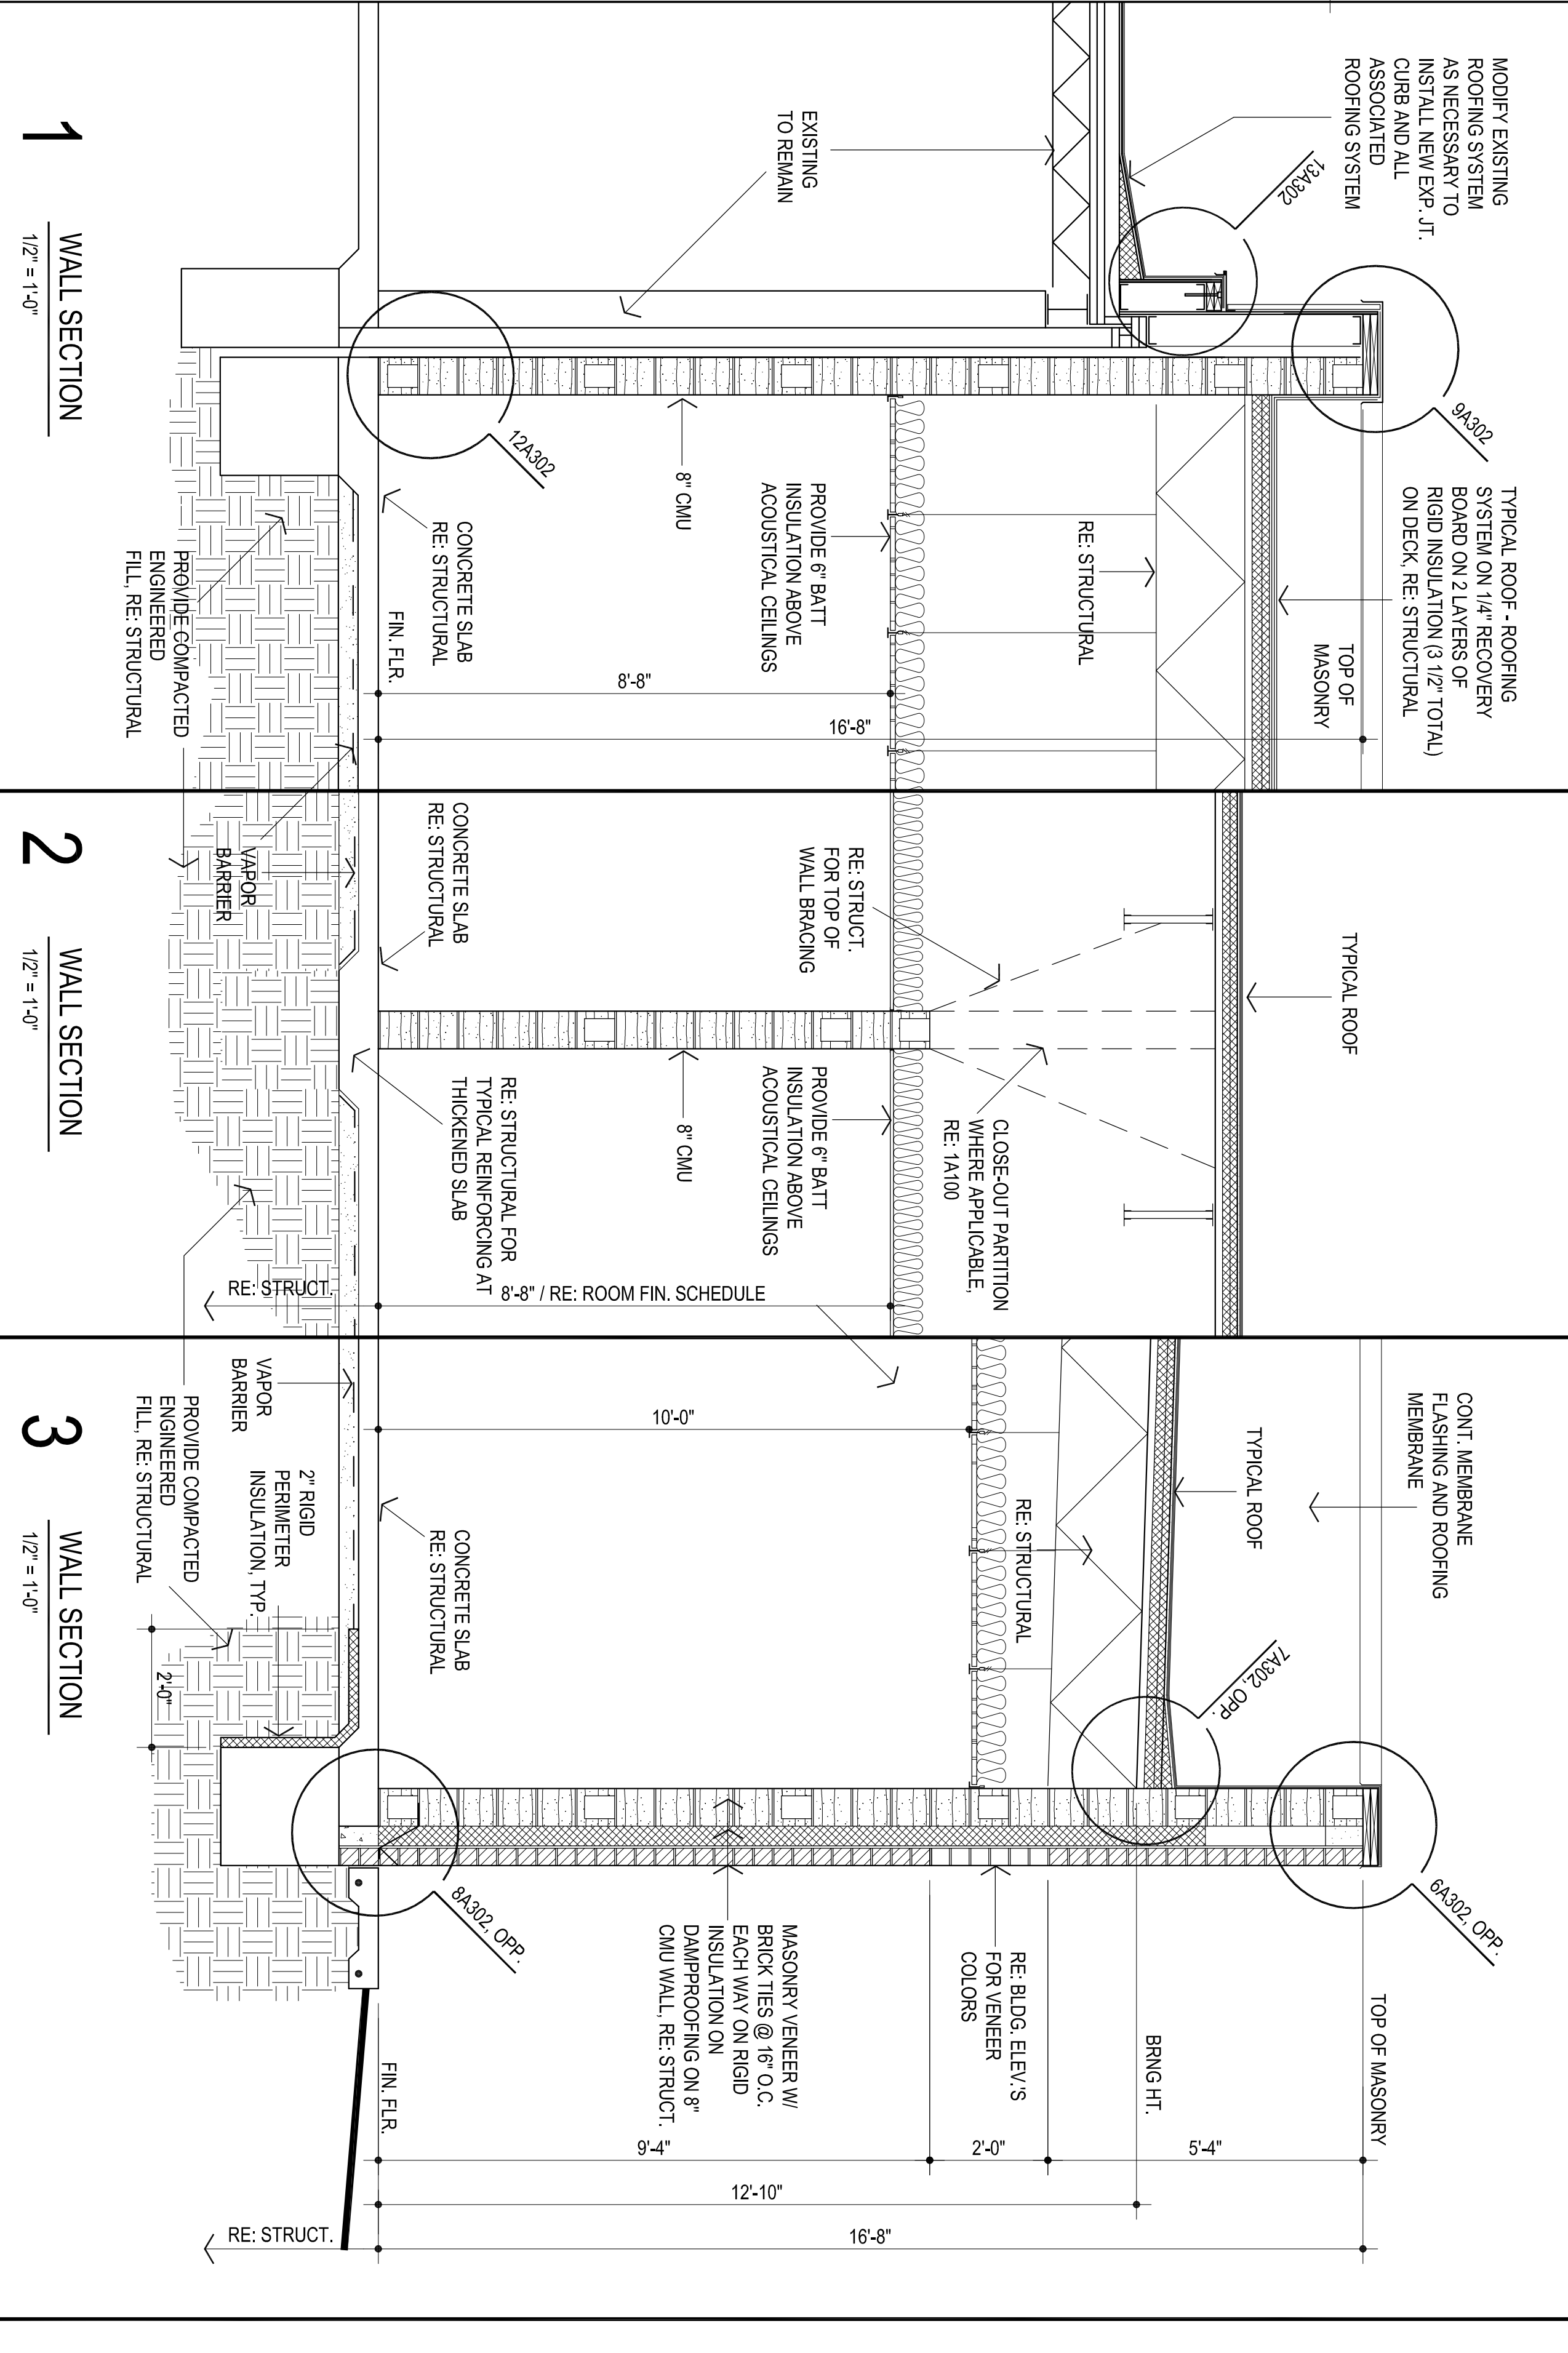 MODIFY EXISTING
ROOFING SYSTEM
AS NECESSARY TO
INSTALL NEW EXP. JT.
CURB AND ALL
ASSOCIATED
ROOFING SYSTEM
13A302
9A302
TYPICAL ROOF - ROOFING
SYSTEM ON 1/4" RECOVERY
BOARD ON 2 LAYERS OF
RIGID INSULATION (3 1/2" TOTAL)
ON DECK, RE: STRUCTURAL
TOP OF
MASONRY
EXISTING
TO REMAIN
RE: STRUCTURAL
PROVIDE 6" BATT
INSULATION ABOVE
ACOUSTICAL CEILINGS
8" CMU
12A302
8'-8"
16'-8"
CONCRETE SLAB
RE: STRUCTURAL
FIN. FLR.
PROVIDE COMPACTED
ENGINEERED
FILL, RE: STRUCTURAL
1
WALL SECTION
1/2" = 1'-0"
TYPICAL ROOF
RE: STRUCT.
FOR TOP OF
WALL BRACING
CLOSE-OUT PARTITION
WHERE APPLICABLE,
RE: 1A100
PROVIDE 6" BATT
INSULATION ABOVE
ACOUSTICAL CEILINGS
8" CMU
8'-8" / RE: ROOM FIN. SCHEDULE
CONCRETE SLAB
RE: STRUCTURAL
RE: STRUCTURAL FOR
TYPICAL REINFORCING AT
THICKENED SLAB
VAPOR
BARRIER
RE: STRUCT.
2
WALL SECTION
1/2" = 1'-0"
CONT. MEMBRANE
FLASHING AND ROOFING
MEMBRANE
TYPICAL ROOF
7A302, OPP.
6A302, OPP.
RE: STRUCTURAL
10'-0"
CONCRETE SLAB
RE: STRUCTURAL
VAPOR
BARRIER
2" RIGID
PERIMETER
INSULATION, TYP.
PROVIDE COMPACTED
ENGINEERED
FILL, RE: STRUCTURAL
2'-0"
8A302, OPP.
TOP OF MASONRY
BRNG HT.
RE: BLDG. ELEV.'S
FOR VENEER
COLORS
MASONRY VENEER W/
BRICK TIES @ 16" O.C.
EACH WAY ON RIGID
INSULATION ON
DAMPPROOFING ON 8"
CMU WALL, RE: STRUCT.
FIN. FLR.
5'-4"
2'-0"
9'-4"
12'-10"
16'-8"
RE: STRUCT.
3
WALL SECTION
1/2" = 1'-0"